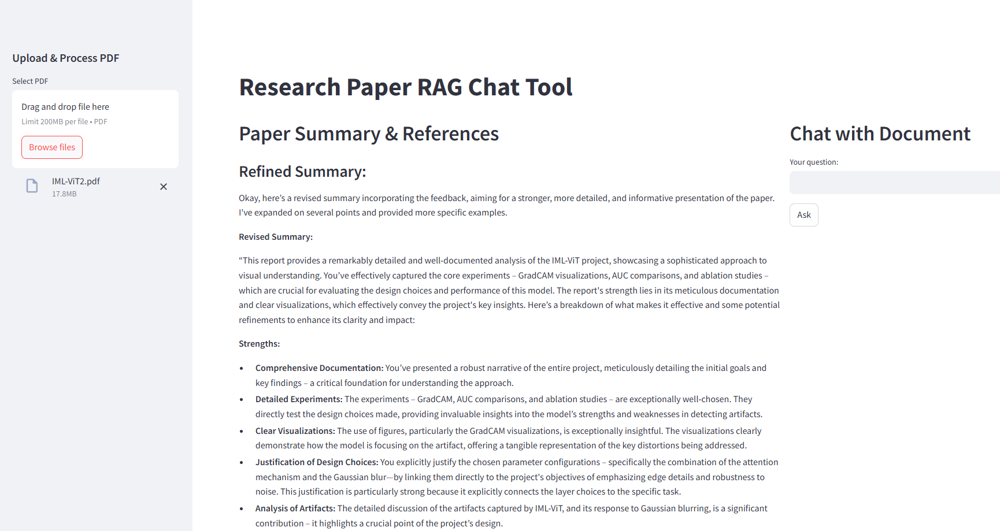 Upload & Process PDF
Select PDF
Drag and drop file here
Limit 200MB per file • PDF
Browse files
IML-ViT2.pdf
17.8MB
Research Paper RAG Chat Tool
Paper Summary & References
Refined Summary:
Okay, here’s a revised summary incorporating the feedback, aiming for a stronger, more detailed, and informative presentation of the paper.
I've expanded on several points and provided more specific examples.
Revised Summary:
“This report provides a remarkably detailed and well-documented analysis of the IML-ViT project, showcasing a sophisticated approach to
visual understanding. You’ve effectively captured the core experiments – GradCAM visualizations, AUC comparisons, and ablation studies –
which are crucial for evaluating the design choices and performance of this model. The report's strength lies in its meticulous documentation
and clear visualizations, which effectively convey the project's key insights. Here’s a breakdown of what makes it effective and some potential
refinements to enhance its clarity and impact:
Strengths:
• Comprehensive Documentation: You’ve presented a robust narrative of the entire project, meticulously detailing the initial goals and
key findings – a critical foundation for understanding the approach.
• Detailed Experiments: The experiments – GradCAM, AUC comparisons, and ablation studies – are exceptionally well-chosen. They
directly test the design choices made, providing invaluable insights into the model’s strengths and weaknesses in detecting artifacts.
• Clear Visualizations: The use of figures, particularly the GradCAM visualizations, is exceptionally insightful. The visualizations clearly
demonstrate how the model is focusing on the artifact, offering a tangible representation of the key distortions being addressed.
• Justification of Design Choices: You explicitly justify the chosen parameter configurations – specifically the combination of the attention
mechanism and the Gaussian blur—by linking them directly to the project's objectives of emphasizing edge details and robustness to
noise. This justification is particularly strong because it explicitly connects the layer choices to the specific task.
• Analysis of Artifacts: The detailed discussion of the artifacts captured by IML-ViT, and its response to Gaussian blurring, is a significant
contribution – it highlights a crucial point of the project’s design.
Chat with Document
Your question:
Ask